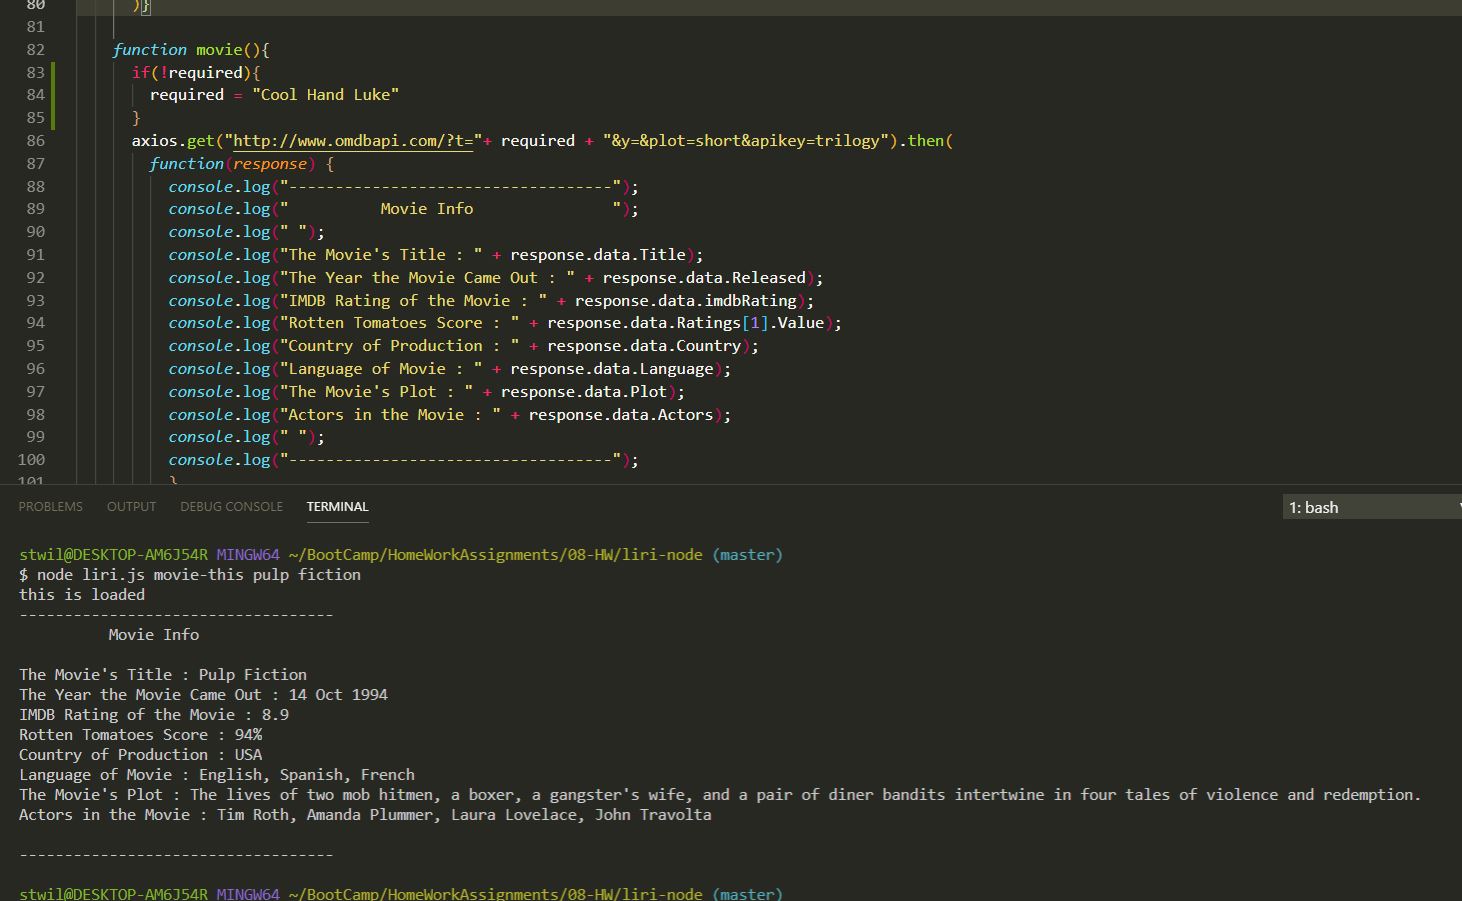 80 )}
81
82 function movie(){
83 if(!required){
84 required = "Cool Hand Luke"
85 }
86 axios.get("http://www.omdbapi.com/?t="+ required + "&y=&plot=short&apikey=trilogy").then(
87 function(response) {
88 console.log("-----------------------------------");
89 console.log("          Movie Info               ");
90 console.log(" ");
91 console.log("The Movie's Title : " + response.data.Title);
92 console.log("The Year the Movie Came Out : " + response.data.Released);
93 console.log("IMDB Rating of the Movie : " + response.data.imdbRating);
94 console.log("Rotten Tomatoes Score : " + response.data.Ratings[1].Value);
95 console.log("Country of Production : " + response.data.Country);
96 console.log("Language of Movie : " + response.data.Language);
97 console.log("The Movie's Plot : " + response.data.Plot);
98 console.log("Actors in the Movie : " + response.data.Actors);
99 console.log(" ");
100 console.log("-----------------------------------");
101 }
PROBLEMS OUTPUT DEBUG CONSOLE TERMINAL 1: bash
stwil@DESKTOP-AM6J54R MINGW64 ~/BootCamp/HomeWorkAssignments/08-HW/liri-node (master)
$ node liri.js movie-this pulp fiction
this is loaded
-----------------------------------
Movie Info
The Movie's Title : Pulp Fiction
The Year the Movie Came Out : 14 Oct 1994
IMDB Rating of the Movie : 8.9
Rotten Tomatoes Score : 94%
Country of Production : USA
Language of Movie : English, Spanish, French
The Movie's Plot : The lives of two mob hitmen, a boxer, a gangster's wife, and a pair of diner bandits intertwine in four tales of violence and redemption.
Actors in the Movie : Tim Roth, Amanda Plummer, Laura Lovelace, John Travolta
-----------------------------------
stwil@DESKTOP-AM6J54R MINGW64 ~/BootCamp/HomeWorkAssignments/08-HW/liri-node (master)